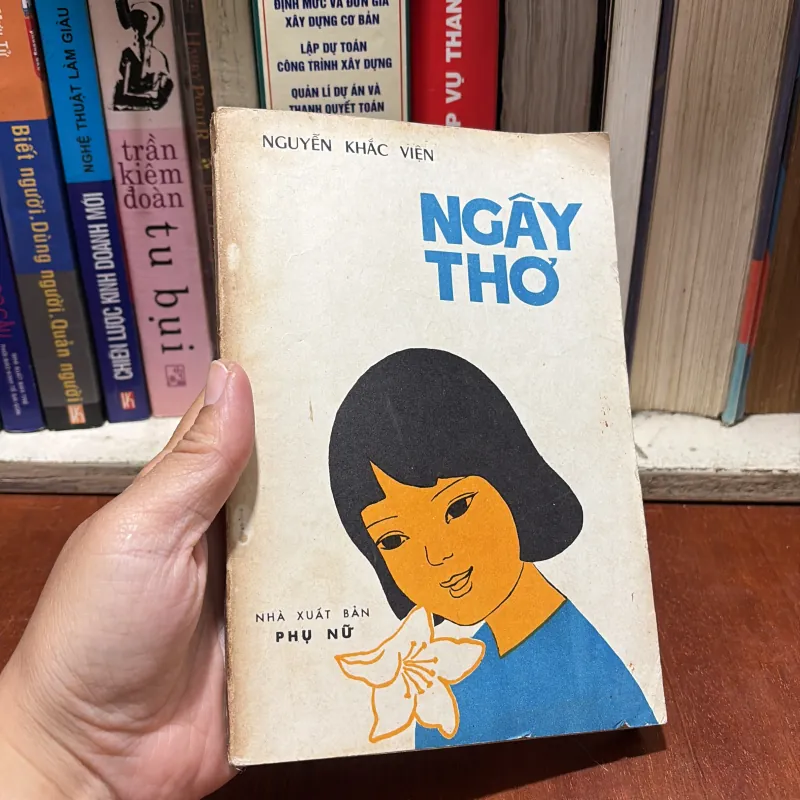 NGUYỄN KHẮC VIỆN
NGÂY
THƠ
NHÀ XUẤT BẢN
PHỤ NỮ
Biết người, Dùng người, Quản người
NGHỆ THUẬT LÀM GIÀU
CHIẾN LƯỢC KINH DOANH MỚI
trần
kiêm
đoàn
tu bụi
ĐỊNH MỨC VÀ ĐƠN GIÁ
XÂY DỰNG CƠ BẢN
LẬP DỰ TOÁN
CÔNG TRÌNH XÂY DỰNG
QUẢN LÍ DỰ ÁN VÀ
THANH QUYẾT TOÁN
VỤ THAN